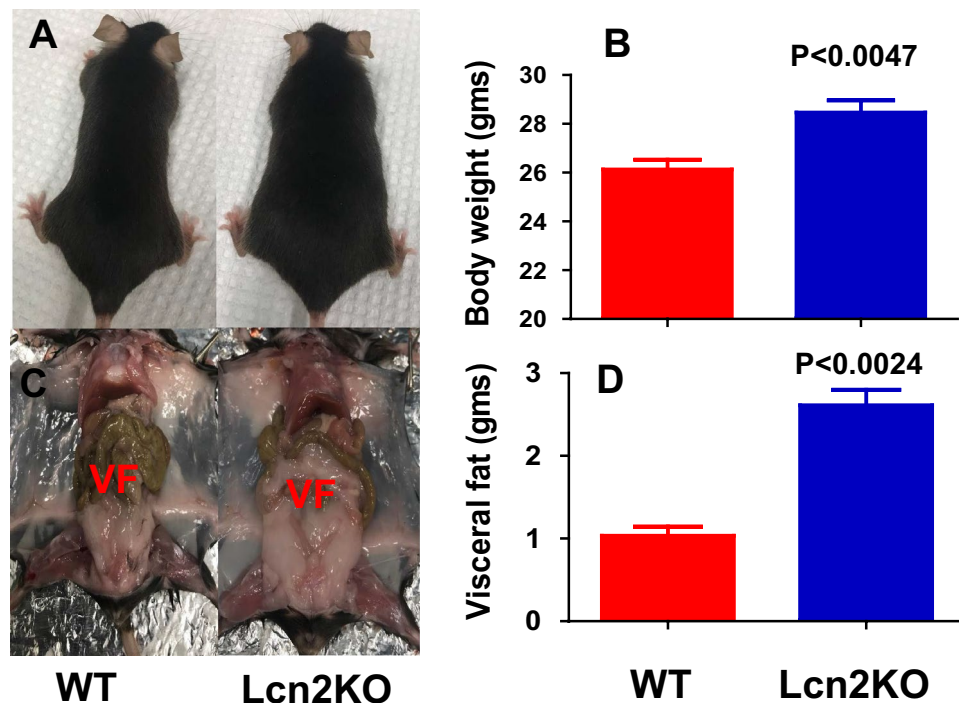 A
B
P<0.0047
Body weight (gms)
30
28
26
24
22
20
C
VF
VF
D
P<0.0024
Visceral fat (gms)
3
2
1
0
WT
Lcn2KO
WT
Lcn2KO